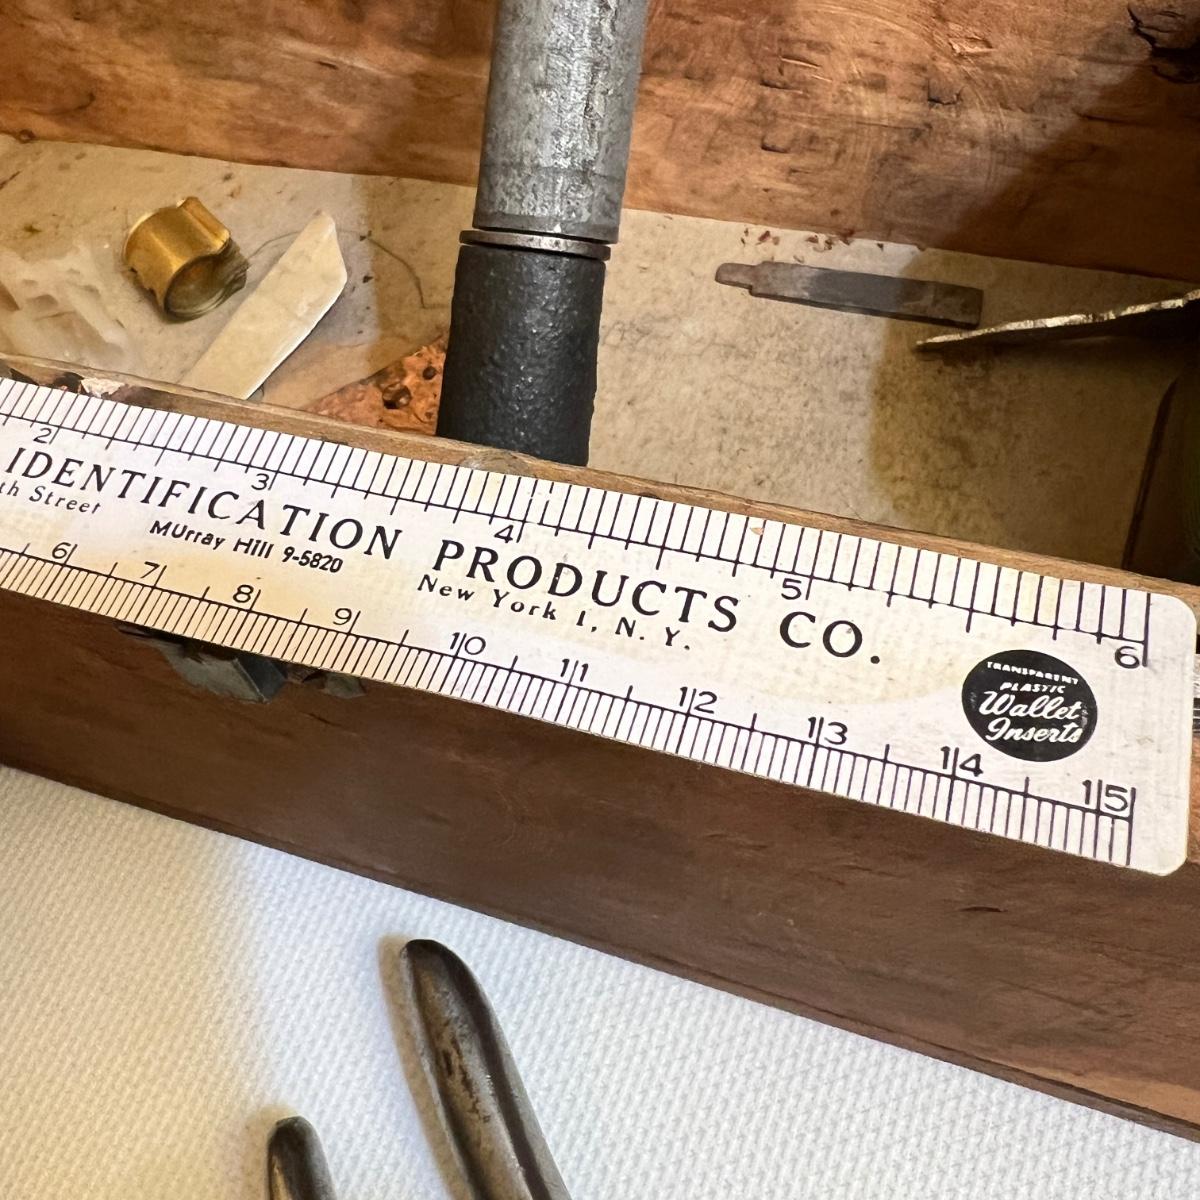 2 3 4 5 6
IDENTIFICATION PRODUCTS CO.
th Street MUrray Hill 9-5820 New York 1, N. Y.
TRANSPARENT
PLASTIC
Wallet
Inserts
6 7 8 9 10 11 12 13 14 15